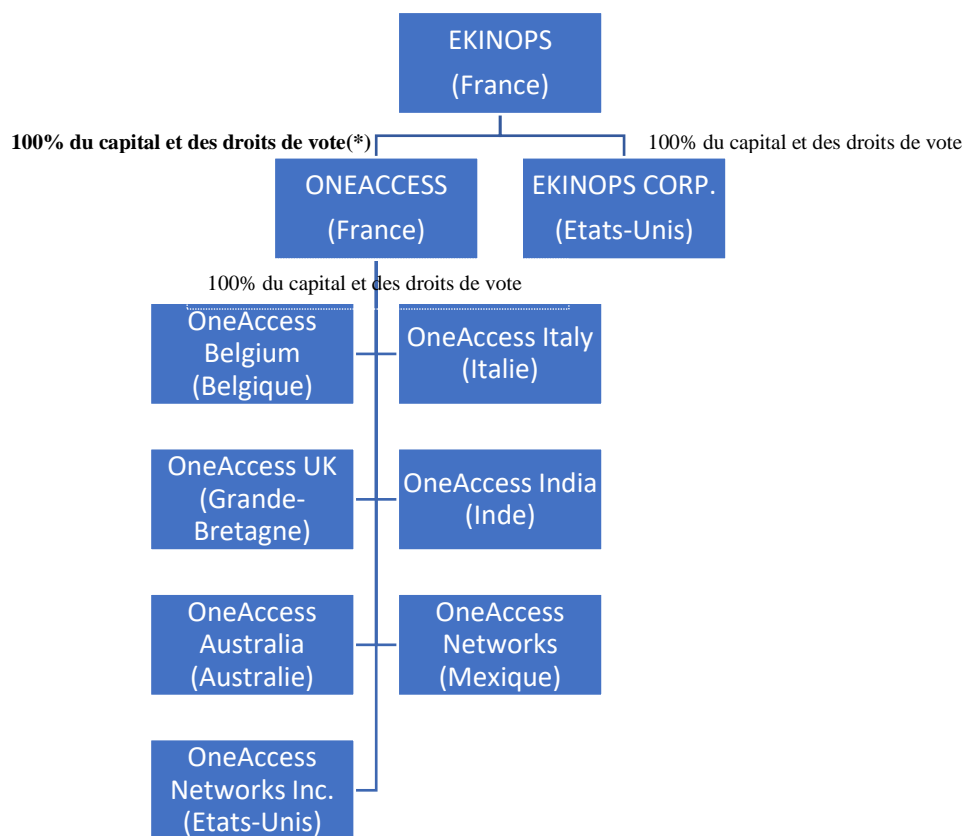 EKINOPS
(France)
100% du capital et des droits de vote(*)
100% du capital et des droits de vote
ONEACCESS
(France)
EKINOPS CORP.
(Etats-Unis)
100% du capital et des droits de vote
OneAccess
Belgium
(Belgique)
OneAccess Italy
(Italie)
OneAccess UK
(Grande-
Bretagne)
OneAccess India
(Inde)
OneAccess
Australia
(Australie)
OneAccess
Networks
(Mexique)
OneAccess
Networks Inc.
(Etats-Unis)